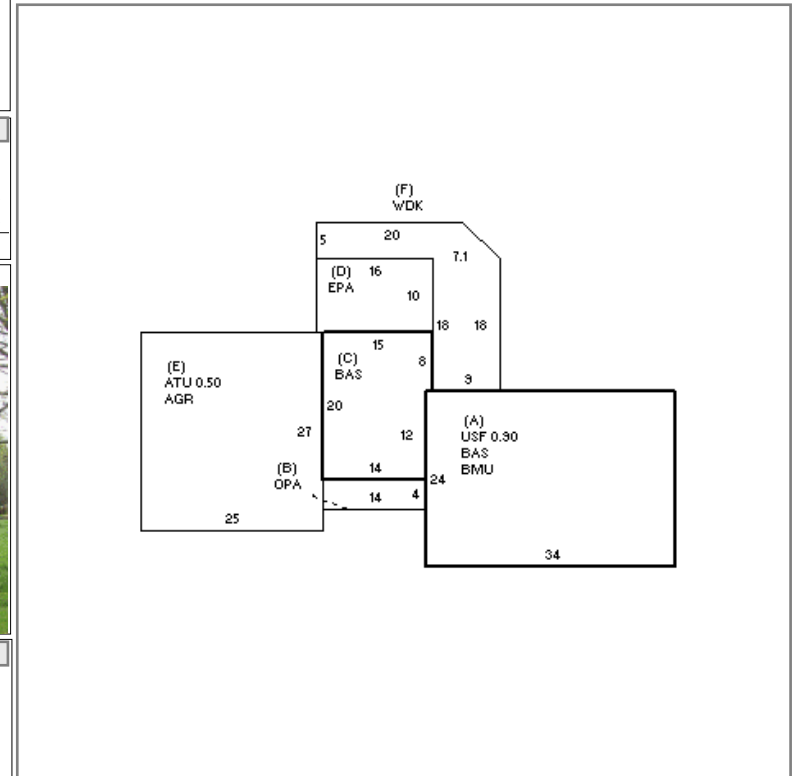 (F)
WDK
5
20
7.1
(D)
EPA
16
10
18
18
15
(C)
BAS
8
9
(E)
ATU 0.50
AGR
20
27
12
(A)
USF 0.90
BAS
BMU
14
24
(B)
OPA
14
4
25
34